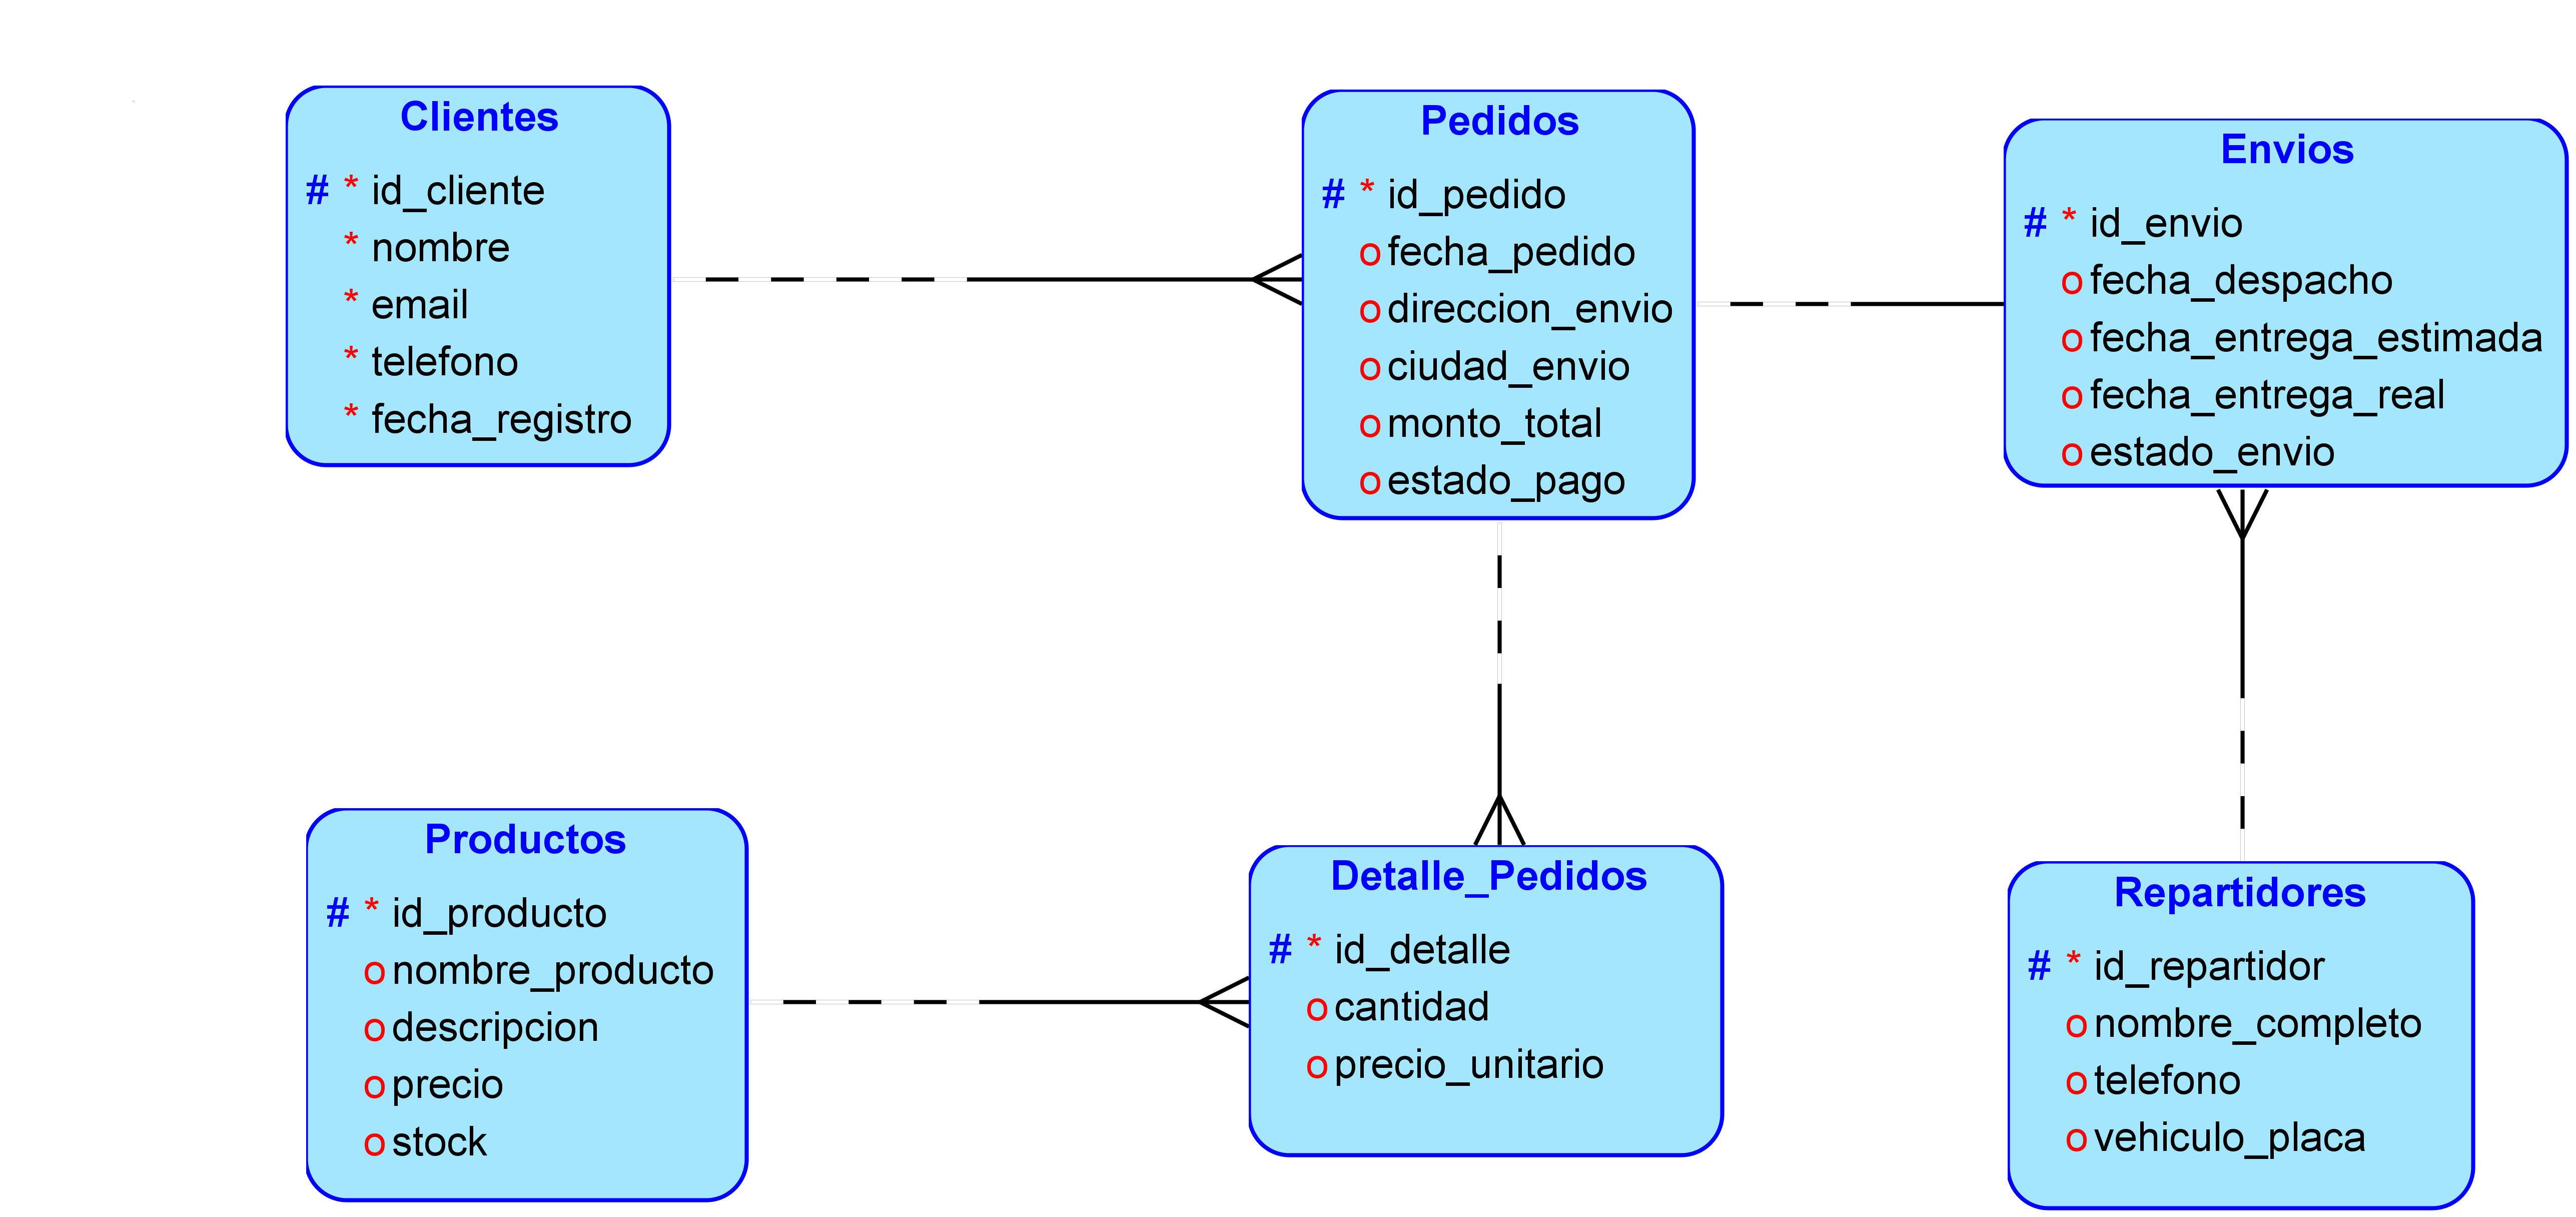 Clientes
# * id_cliente
* nombre
* email
* telefono
* fecha_registro
Pedidos
# * id_pedido
o fecha_pedido
o direccion_envio
o ciudad_envio
o monto_total
o estado_pago
Envios
# * id_envio
o fecha_despacho
o fecha_entrega_estimada
o fecha_entrega_real
o estado_envio
Productos
# * id_producto
o nombre_producto
o descripcion
o precio
o stock
Detalle_Pedidos
# * id_detalle
o cantidad
o precio_unitario
Repartidores
# * id_repartidor
o nombre_completo
o telefono
o vehiculo_placa